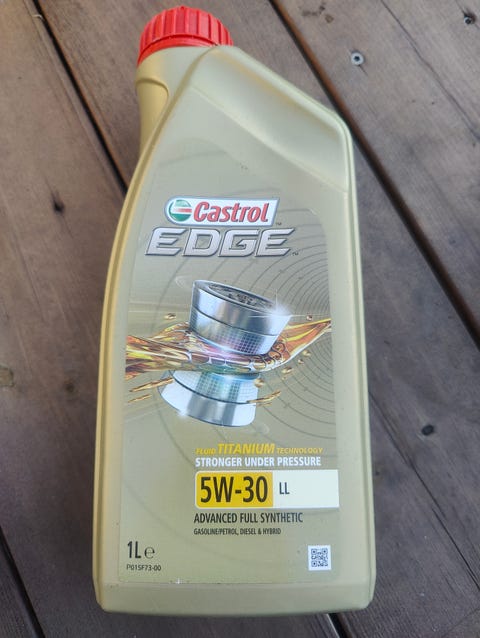 Castrol
EDGE™
FLUID TITANIUM TECHNOLOGY
STRONGER UNDER PRESSURE
5W-30 LL
ADVANCED FULL SYNTHETIC
GASOLINE/PETROL, DIESEL & HYBRID
1L e
P015F73-00